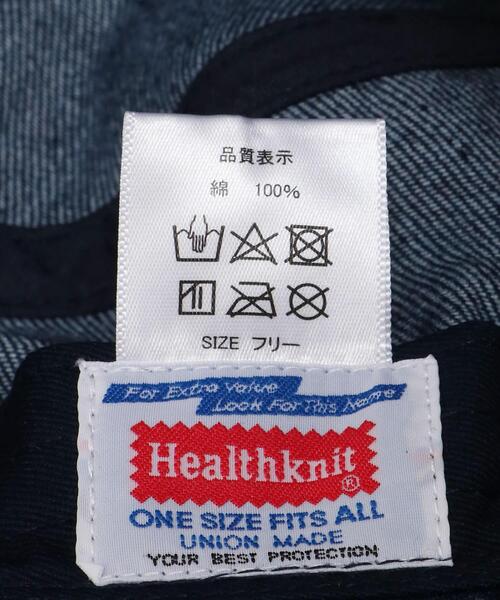 品質表示
綿 100%
SIZE フリー
For Extra Value
Look For This Name
Healthknit
®
ONE SIZE FITS ALL
UNION MADE
YOUR BEST PROTECTION